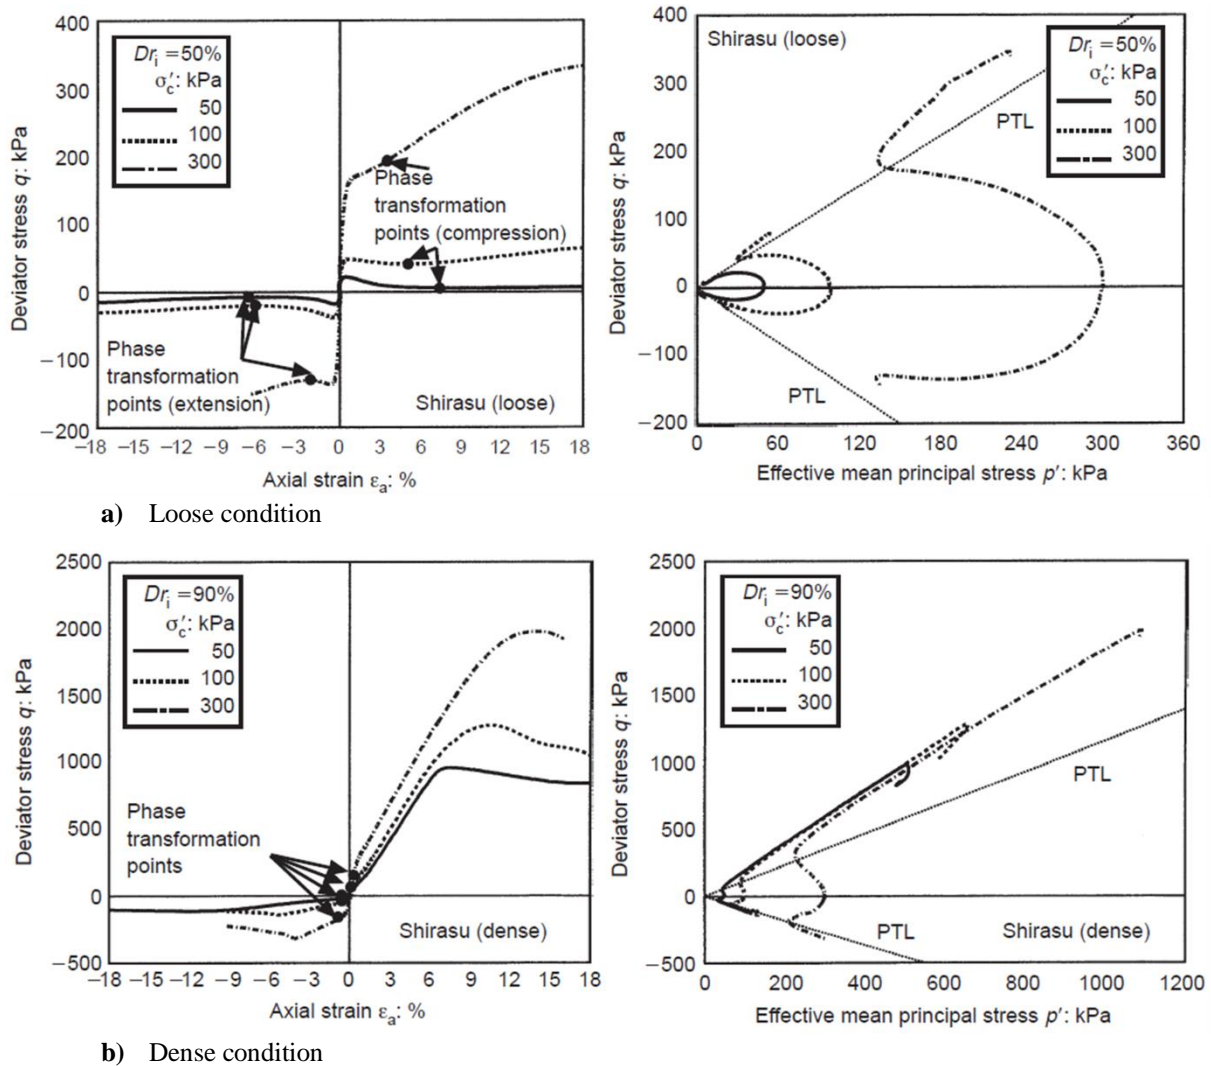 400
300
200
100
0
−100
−200
Deviator stress q: kPa
Dri =50%
σ′c: kPa
50
100
300
Phase
transformation
points (compression)
Phase
transformation
points (extension)
Shirasu (loose)
−18 −15 −12 −9 −6 −3 0 3 6 9 12 15 18
Axial strain εa: %
400
300
200
100
0
−100
−200
Deviator stress q: kPa
Shirasu (loose)
Dri =50%
σ′c: kPa
50
100
300
PTL
PTL
0 60 120 180 240 300 360
Effective mean principal stress p′: kPa
a) Loose condition
2500
2000
1500
1000
500
0
−500
Deviator stress q: kPa
Dri =90%
σ′c: kPa
50
100
300
Phase
transformation
points
Shirasu (dense)
−18 −15 −12 −9 −6 −3 0 3 6 9 12 15 18
Axial strain εa: %
2500
2000
1500
1000
500
0
−500
Deviator stress q: kPa
Dri =90%
σ′c: kPa
50
100
300
PTL
PTL
Shirasu (dense)
0 200 400 600 800 1000 1200
Effective mean principal stress p′: kPa
b) Dense condition